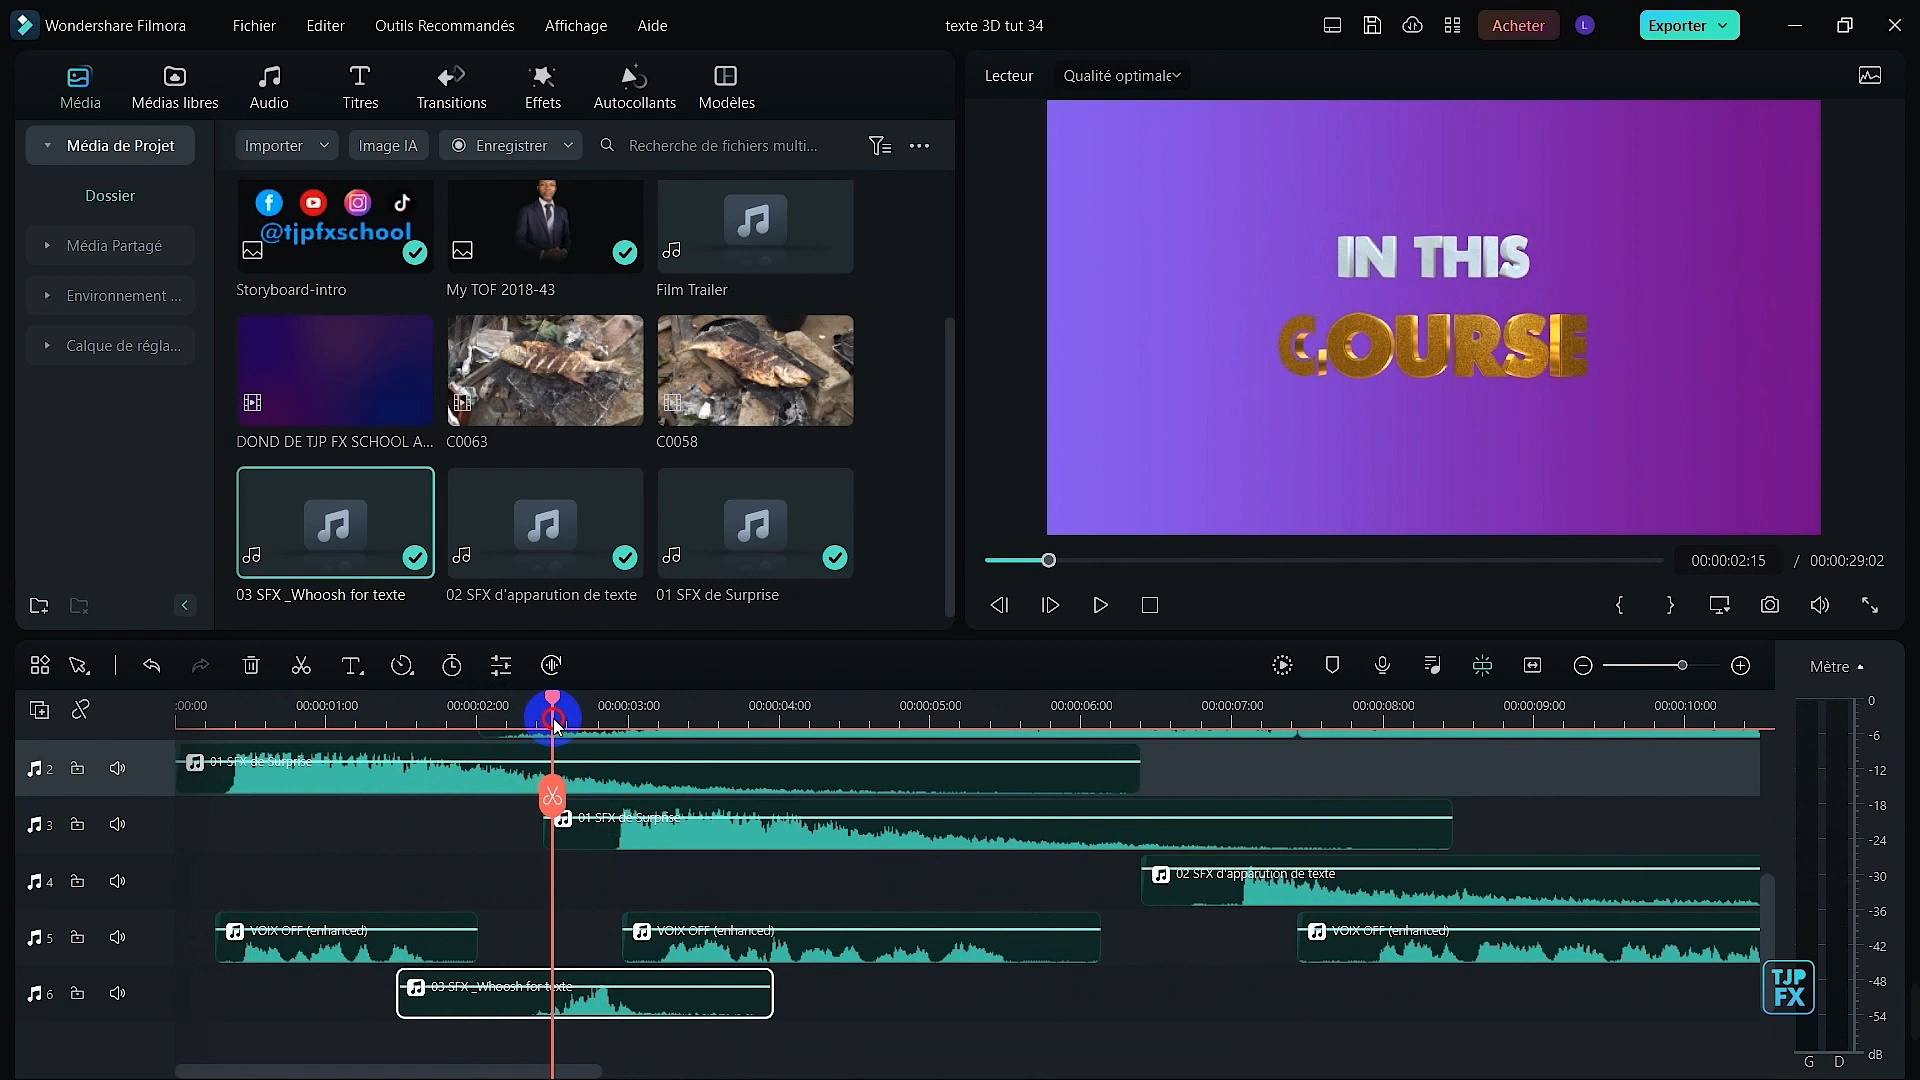 Wondershare Filmora
Fichier
Editer
Outils Recommandés
Affichage
Aide
texte 3D tut 34
Acheter
L
Exporter
Média
Médias libres
Audio
Titres
Transitions
Effets
Autocollants
Modèles
Lecteur
Qualité optimale
Média de Projet
Importer
Image IA
Enregistrer
Recherche de fichiers multi...
Dossier
Média Partagé
Environnement ...
Calque de régla...
@tjpfxschool
Storyboard-intro
My TOF 2018-43
Film Trailer
DOND DE TJP FX SCHOOL A...
C0063
C0058
03 SFX _Whoosh for texte
02 SFX d'apparution de texte
01 SFX de Surprise
IN THIS
COURSE
00:00:02:15 / 00:00:29:02
Mètre
:00:00
00:00:01:00
00:00:02:00
00:00:03:00
00:00:04:00
00:00:05:00
00:00:06:00
00:00:07:00
00:00:08:00
00:00:09:00
00:00:10:00
2
01 SFX de Surprise
3
01 SFX de Surprise
4
02 SFX d'apparution de texte
5
VOIX OFF (enhanced)
VOIX OFF (enhanced)
VOIX OFF (enhanced)
6
03 SFX _Whoosh for texte
0
-6
-12
-18
-24
-30
-36
-42
-48
-54
dB
G D
TJP
FX